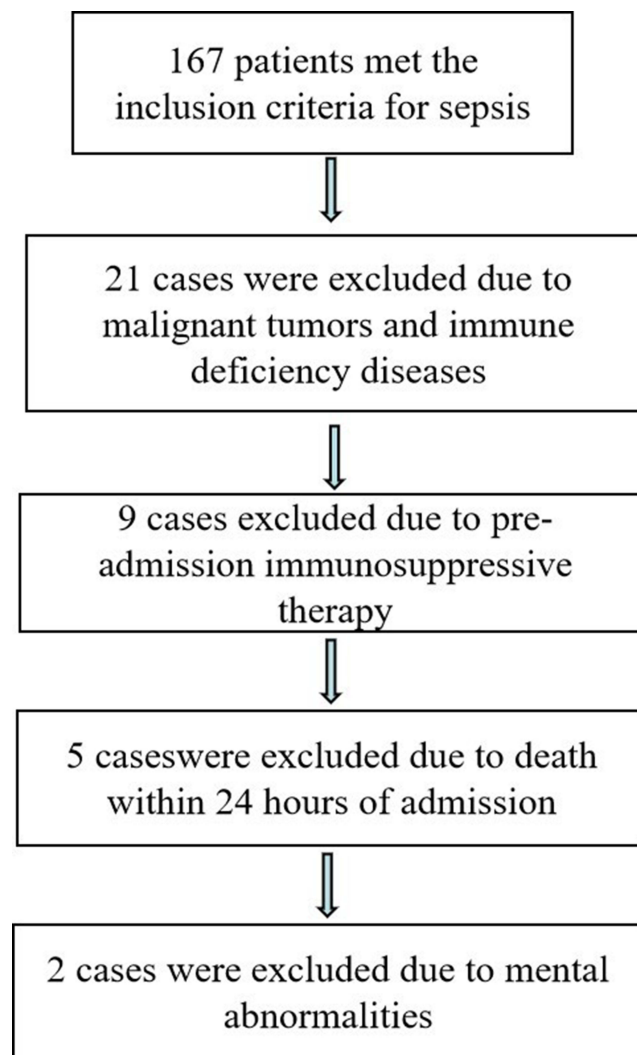 167 patients met the
inclusion criteria for sepsis
21 cases were excluded due to
malignant tumors and immune
deficiency diseases
9 cases excluded due to pre-
admission immunosuppressive
therapy
5 caseswere excluded due to death
within 24 hours of admission
2 cases were excluded due to mental
abnormalities